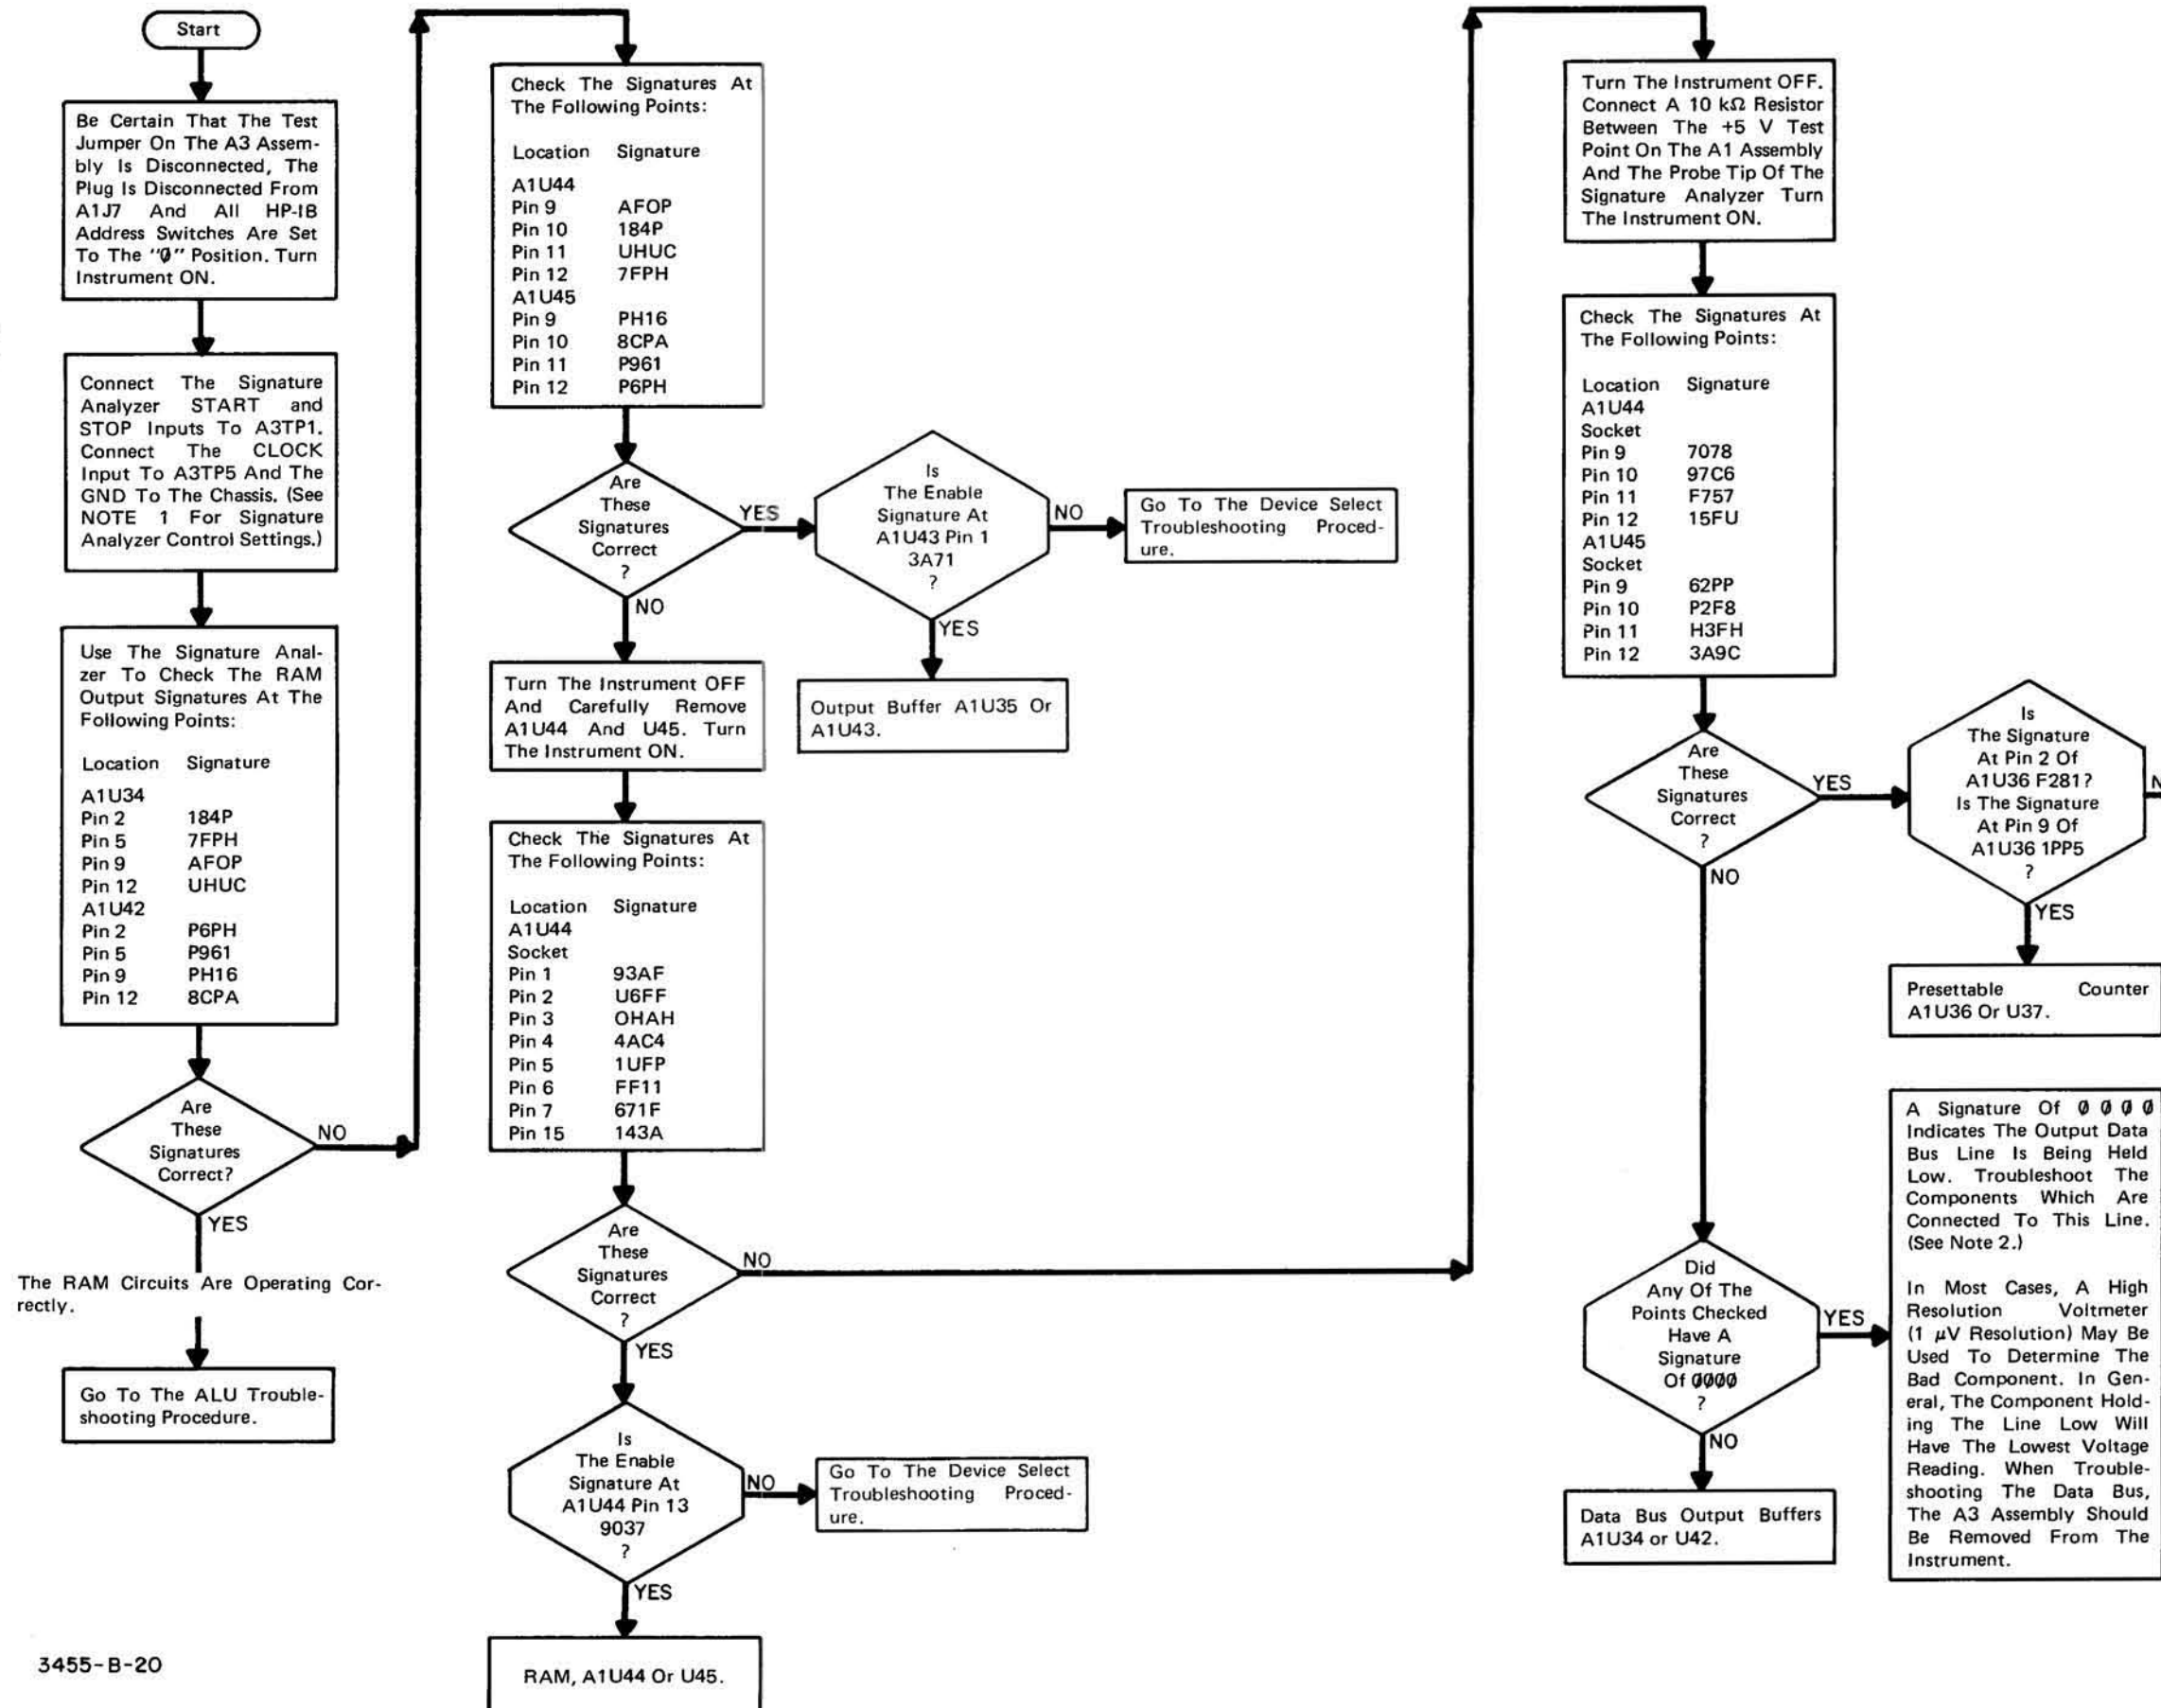 Start
Be Certain That The Test
Jumper On The A3 Assem-
bly Is Disconnected, The
Plug Is Disconnected From
A1J7 And All HP-IB
Address Switches Are Set
To The "0" Position. Turn
Instrument ON.
Connect The Signature
Analyzer START and
STOP Inputs To A3TP1.
Connect The CLOCK
Input To A3TP5 And The
GND To The Chassis. (See
NOTE 1 For Signature
Analyzer Control Settings.)
Use The Signature Anal-
zer To Check The RAM
Output Signatures At The
Following Points:
Location Signature
A1U34
Pin 2 184P
Pin 5 7FPH
Pin 9 AFOP
Pin 12 UHUC
A1U42
Pin 2 P6PH
Pin 5 P961
Pin 9 PH16
Pin 12 8CPA
Are
These
Signatures
Correct?
NO
YES
The RAM Circuits Are Operating Cor-
rectly.
Go To The ALU Trouble-
shooting Procedure.
3455-B-20
Check The Signatures At
The Following Points:
Location Signature
A1U44
Pin 9 AFOP
Pin 10 184P
Pin 11 UHUC
Pin 12 7FPH
A1U45
Pin 9 PH16
Pin 10 8CPA
Pin 11 P961
Pin 12 P6PH
Are
These
Signatures
Correct
?
YES
NO
Is
The Enable
Signature At
A1U43 Pin 1
3A71
?
NO
YES
Go To The Device Select
Troubleshooting Proced-
ure.
Output Buffer A1U35 Or
A1U43.
Turn The Instrument OFF
And Carefully Remove
A1U44 And U45. Turn
The Instrument ON.
Check The Signatures At
The Following Points:
Location Signature
A1U44
Socket
Pin 1 93AF
Pin 2 U6FF
Pin 3 OHAH
Pin 4 4AC4
Pin 5 1UFP
Pin 6 FF11
Pin 7 671F
Pin 15 143A
Are
These
Signatures
Correct
?
NO
YES
Is
The Enable
Signature At
A1U44 Pin 13
9037
?
NO
YES
Go To The Device Select
Troubleshooting Proced-
ure.
RAM, A1U44 Or U45.
Turn The Instrument OFF.
Connect A 10 kΩ Resistor
Between The +5 V Test
Point On The A1 Assembly
And The Probe Tip Of The
Signature Analyzer Turn
The Instrument ON.
Check The Signatures At
The Following Points:
Location Signature
A1U44
Socket
Pin 9 7078
Pin 10 97C6
Pin 11 F757
Pin 12 15FU
A1U45
Socket
Pin 9 62PP
Pin 10 P2F8
Pin 11 H3FH
Pin 12 3A9C
Are
These
Signatures
Correct
?
YES
NO
Is
The Signature
At Pin 2 Of
A1U36 F281?
Is The Signature
At Pin 9 Of
A1U36 1PP5
?
N
YES
Presettable Counter
A1U36 Or U37.
Did
Any Of The
Points Checked
Have A
Signature
Of 0000
?
YES
NO
Data Bus Output Buffers
A1U34 or U42.
A Signature Of 0 0 0 0
Indicates The Output Data
Bus Line Is Being Held
Low. Troubleshoot The
Components Which Are
Connected To This Line.
(See Note 2.)
In Most Cases, A High
Resolution Voltmeter
(1 μV Resolution) May Be
Used To Determine The
Bad Component. In Gen-
eral, The Component Hold-
ing The Line Low Will
Have The Lowest Voltage
Reading. When Trouble-
shooting The Data Bus,
The A3 Assembly Should
Be Removed From The
Instrument.